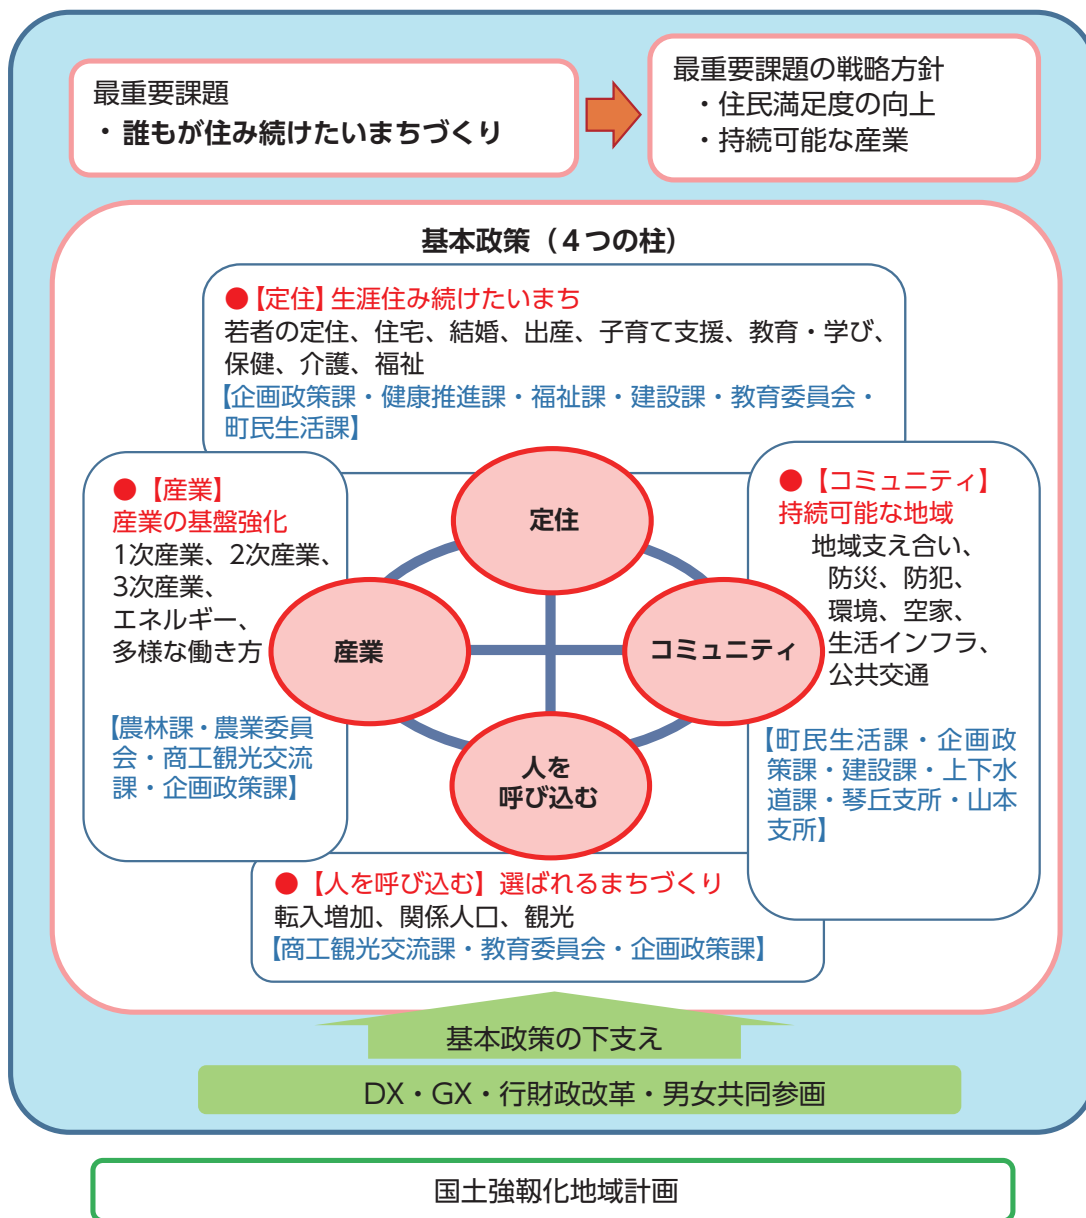 最重要課題
・誰もが住み続けたいまちづくり
最重要課題の戦略方針
・住民満足度の向上
・持続可能な産業
基本政策（４つの柱）
●【定住】生涯住み続けたいまち
若者の定住、住宅、結婚、出産、子育て支援、教育・学び、
保健、介護、福祉
【企画政策課・健康推進課・福祉課・建設課・教育委員会・
町民生活課】
●【産業】
産業の基盤強化
1次産業、2次産業、
3次産業、
エネルギー、
多様な働き方
【農林課・農業委員
会・商工観光交流
課・企画政策課】
定住
産業
コミュニティ
人を
呼び込む
●【コミュニティ】
持続可能な地域
地域支え合い、
防災、防犯、
環境、空家、
生活インフラ、
公共交通
【町民生活課・企画政
策課・建設課・上下水
道課・琴丘支所・山本
支所】
●【人を呼び込む】選ばれるまちづくり
転入増加、関係人口、観光
【商工観光交流課・教育委員会・企画政策課】
基本政策の下支え
DX・GX・行財政改革・男女共同参画
国土強靱化地域計画